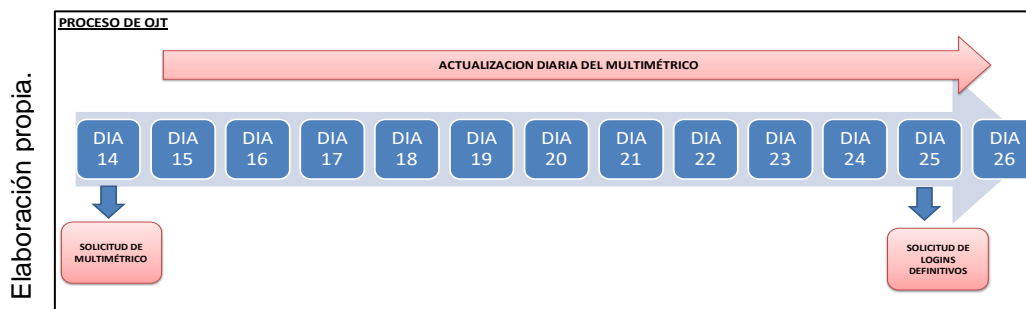 PROCESO DE OJT
ACTUALIZACION DIARIA DEL MULTIMÉTRICO
DIA
14
DIA
15
DIA
16
DIA
17
DIA
18
DIA
19
DIA
20
DIA
21
DIA
22
DIA
23
DIA
24
DIA
25
DIA
26
SOLICITUD DE
MULTIMÉTRICO
SOLICITUD DE
LOGINS
DEFINITIVOS
Elaboración propia.